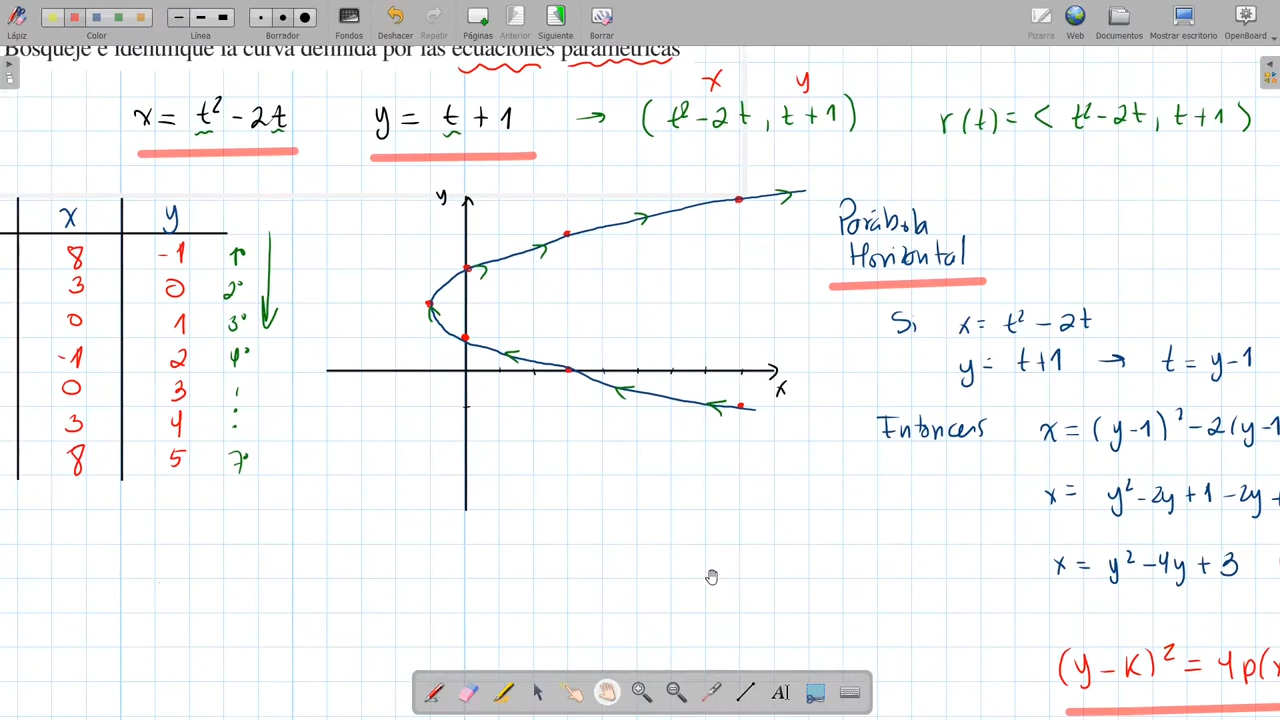 Lápiz Color Línea Borrador Fondos Deshacer Repetir Páginas Anterior Siguiente Borrar Pizarra Web Documentos Mostrar escritorio OpenBoard
Bosqueje e identifique la curva definida por las ecuaciones paramétricas
x y
x = t² - 2t y = t + 1 → (t² - 2t, t + 1) r(t) = < t² - 2t, t + 1 >
x y
8 -1 1°
3 0 2°
0 1 3°
-1 2 4°
0 3
3 4
8 5 7°
y
x
Parábola
Horizontal
Si x = t² - 2t
y = t+1 → t = y-1
Entonces x = (y-1)² - 2(y-1
x = y² - 2y + 1 - 2y +
x = y² - 4y + 3
(y - K)² = 4p(x
AI